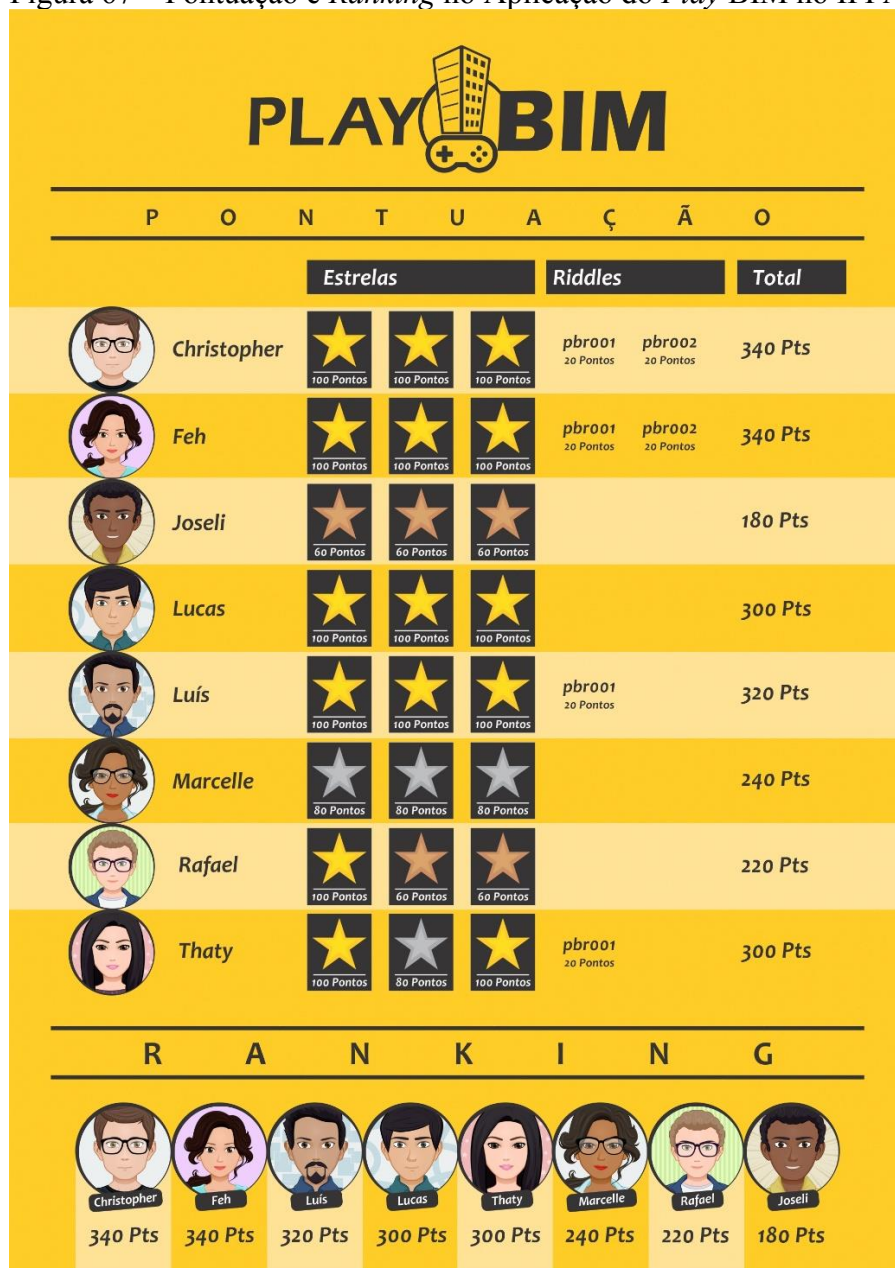 Figura 07 – Pontuação e Ranking no Aplicação do Play BIM no IFPA
PLAY BIM
PONTUAÇÃO
Estrelas Riddles Total
Christopher 100 Pontos 100 Pontos 100 Pontos pbr001 20 Pontos pbr002 20 Pontos 340 Pts
Feh 100 Pontos 100 Pontos 100 Pontos pbr001 20 Pontos pbr002 20 Pontos 340 Pts
Joseli 60 Pontos 60 Pontos 60 Pontos 180 Pts
Lucas 100 Pontos 100 Pontos 100 Pontos 300 Pts
Luís 100 Pontos 100 Pontos 100 Pontos pbr001 20 Pontos 320 Pts
Marcelle 80 Pontos 80 Pontos 80 Pontos 240 Pts
Rafael 100 Pontos 60 Pontos 60 Pontos 220 Pts
Thaty 100 Pontos 80 Pontos 100 Pontos pbr001 20 Pontos 300 Pts
RANKING
Christopher Feh Luís Lucas Thaty Marcelle Rafael Joseli
340 Pts 340 Pts 320 Pts 300 Pts 300 Pts 240 Pts 220 Pts 180 Pts